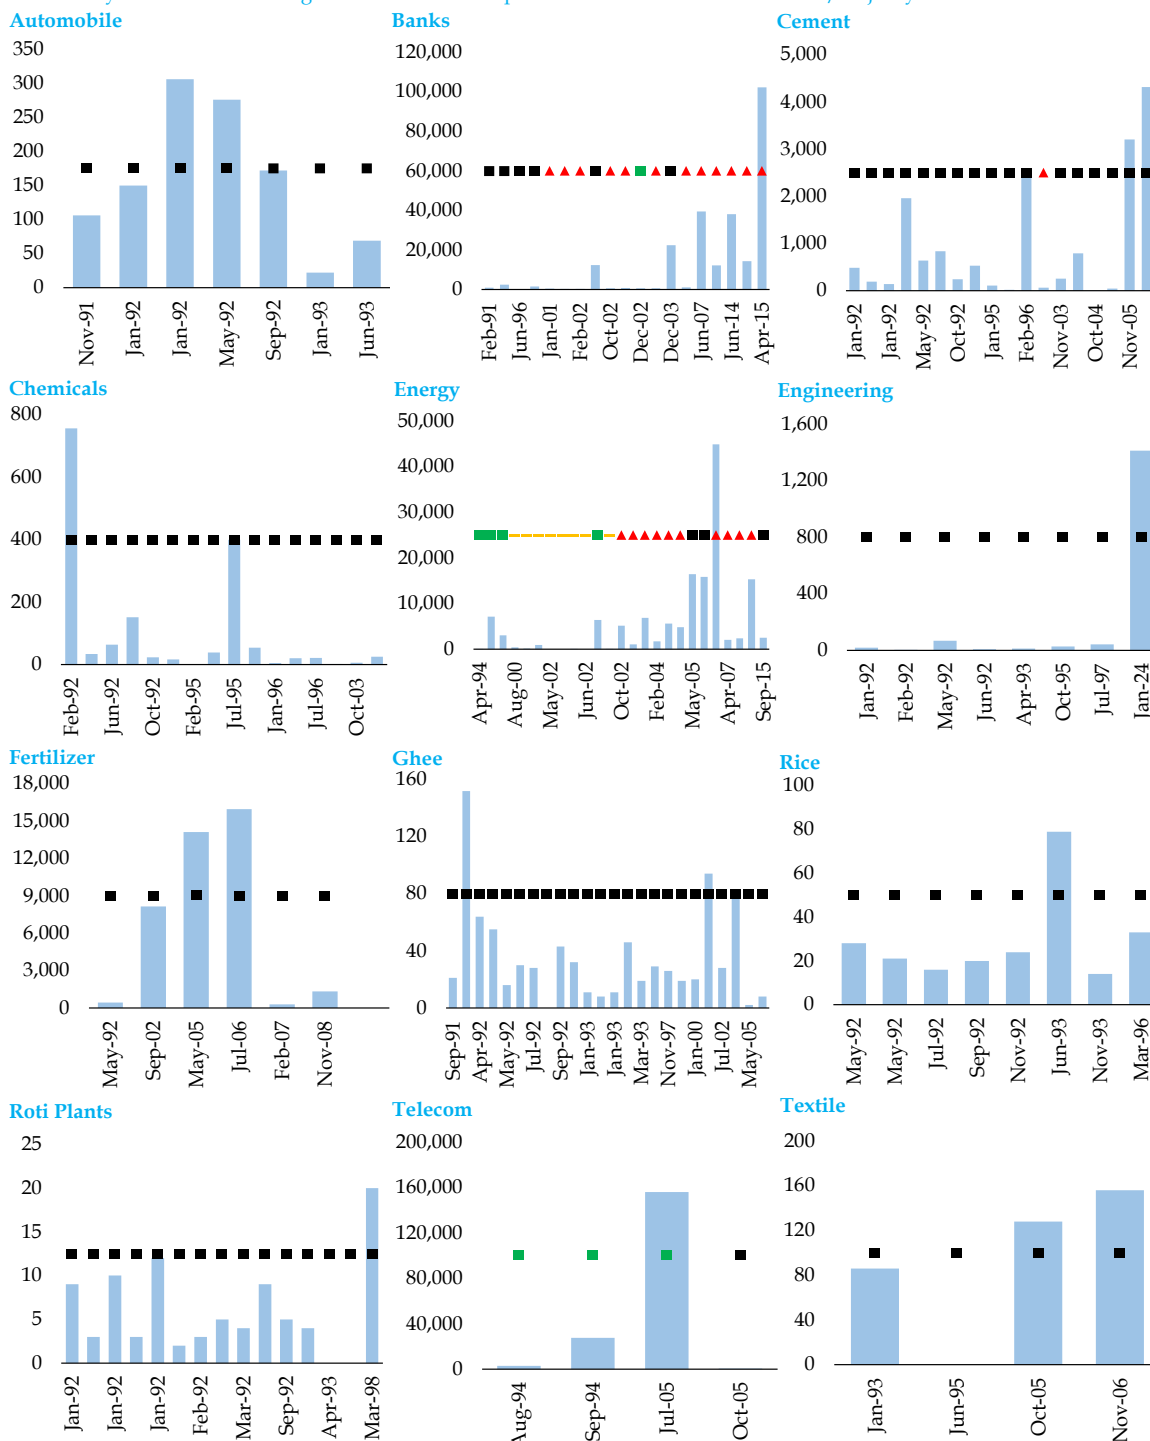 Automobile
350
300
250
200
150
100
50
0
Nov-91
Jan-92
Jan-92
May-92
Sep-92
Jan-93
Jun-93
Banks
120,000
100,000
80,000
60,000
40,000
20,000
0
Feb-91
Jun-96
Jan-01
Feb-02
Oct-02
Dec-02
Dec-03
Jun-07
Jun-14
Apr-15
Cement
5,000
4,000
3,000
2,000
1,000
0
Jan-92
Jan-92
May-92
Oct-92
Jan-95
Feb-96
Nov-03
Oct-04
Nov-05
Chemicals
800
600
400
200
0
Feb-92
Jun-92
Oct-92
Feb-95
Jul-95
Jan-96
Jul-96
Oct-03
Energy
50,000
40,000
30,000
20,000
10,000
0
Apr-94
Aug-00
May-02
Jun-02
Oct-02
Feb-04
May-05
Apr-07
Sep-15
Engineering
1,600
1,200
800
400
0
Jan-92
Feb-92
May-92
Jun-92
Apr-93
Oct-95
Jul-97
Jan-24
Fertilizer
18,000
15,000
12,000
9,000
6,000
3,000
0
May-92
Sep-02
May-05
Jul-06
Feb-07
Nov-08
Ghee
160
120
80
40
0
Sep-91
Apr-92
May-92
Jul-92
Sep-92
Jan-93
Jan-93
Mar-93
Nov-97
Jan-00
Jul-02
May-05
Rice
100
80
60
40
20
0
May-92
May-92
Jul-92
Sep-92
Nov-92
Jun-93
Nov-93
Mar-96
Roti Plants
25
20
15
10
5
0
Jan-92
Jan-92
Jan-92
Feb-92
Mar-92
Sep-92
Apr-93
Mar-98
Telecom
200,000
160,000
120,000
80,000
40,000
0
Aug-94
Sep-94
Jul-05
Oct-05
Textile
200
160
120
80
40
0
Jan-93
Jun-95
Oct-05
Nov-06